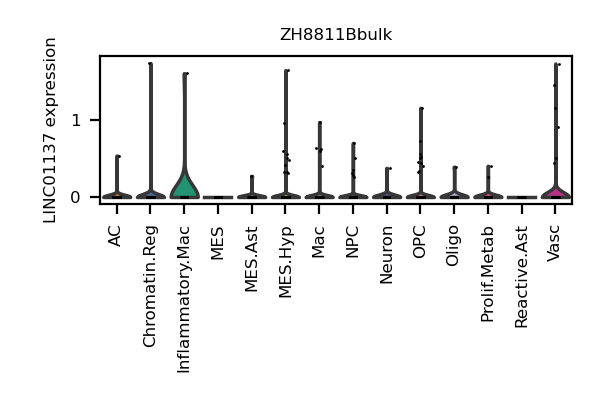 ZH8811Bbulk
LINC01137 expression
1
0
AC
Chromatin.Reg
Inflammatory.Mac
MES
MES.Ast
MES.Hyp
Mac
NPC
Neuron
OPC
Oligo
Prolif.Metab
Reactive.Ast
Vasc